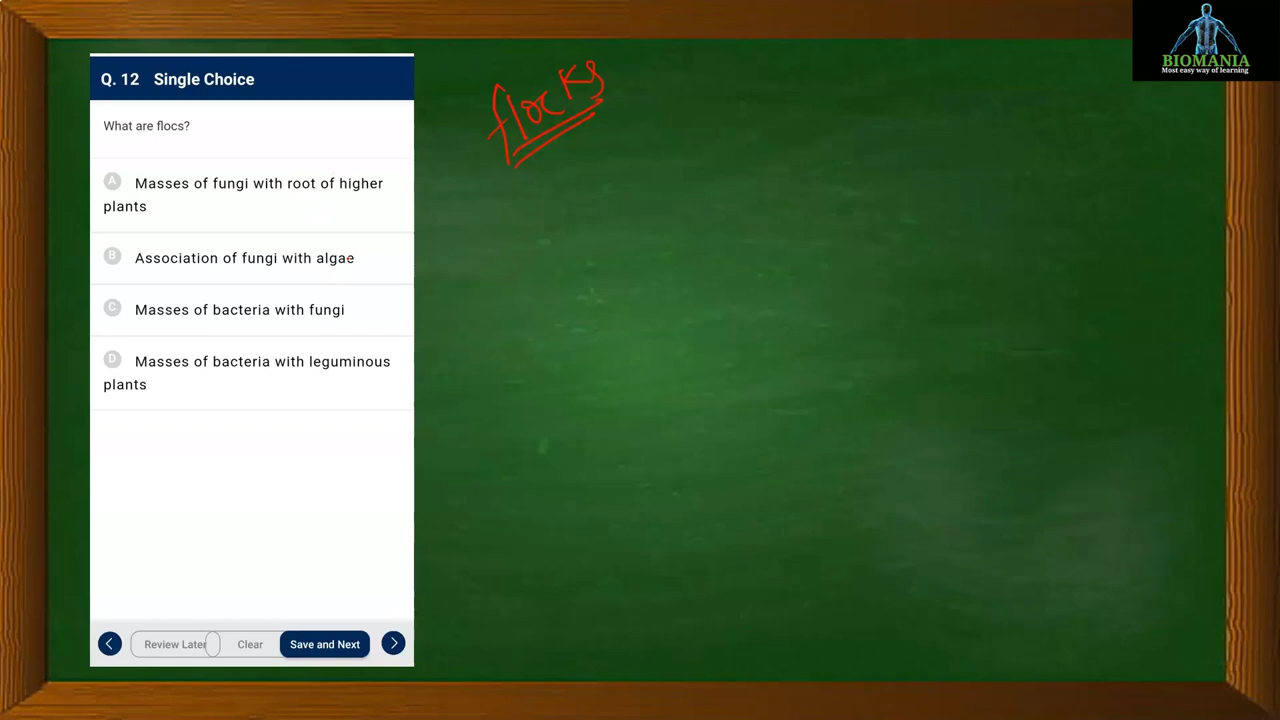 BIOMANIA
Most easy way of learning
Q. 12 Single Choice
flocks
What are flocs?
A Masses of fungi with root of higher
plants
B Association of fungi with algae
C Masses of bacteria with fungi
D Masses of bacteria with leguminous
plants
Review Later
Clear
Save and Next